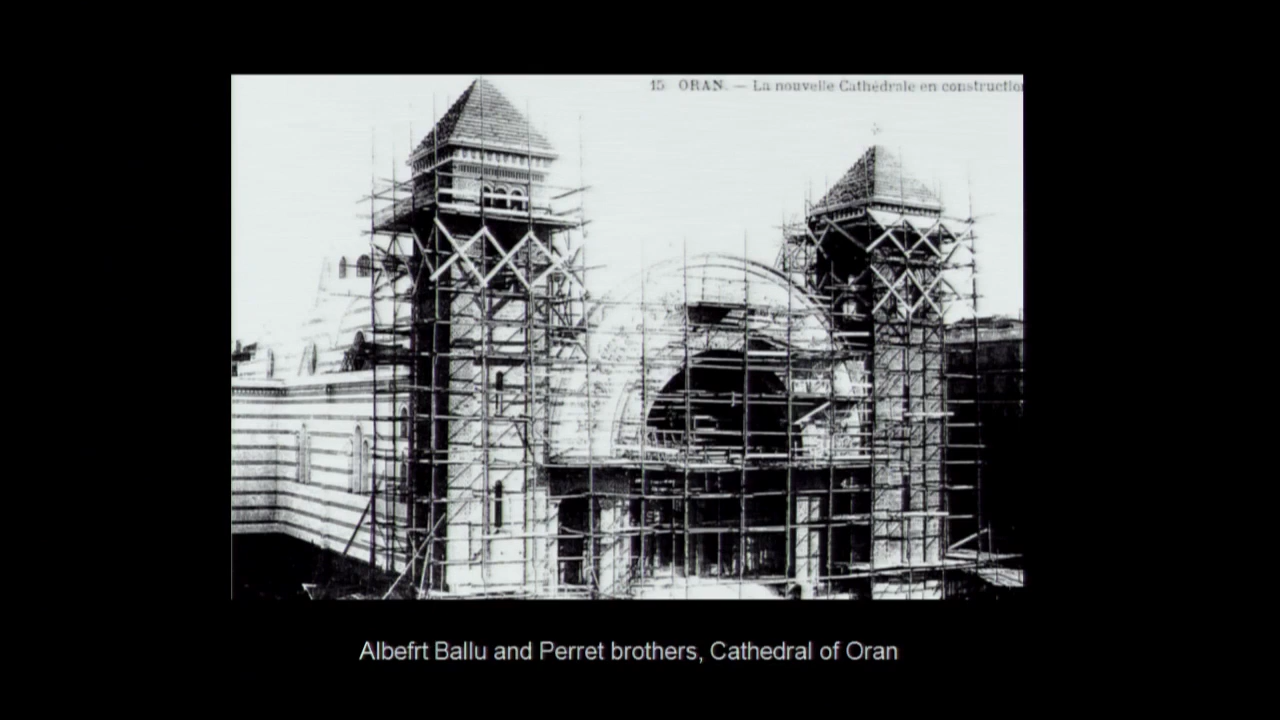 15 ORAN. — La nouvelle Cathédrale en constructio
Albefrt Ballu and Perret brothers, Cathedral of Oran